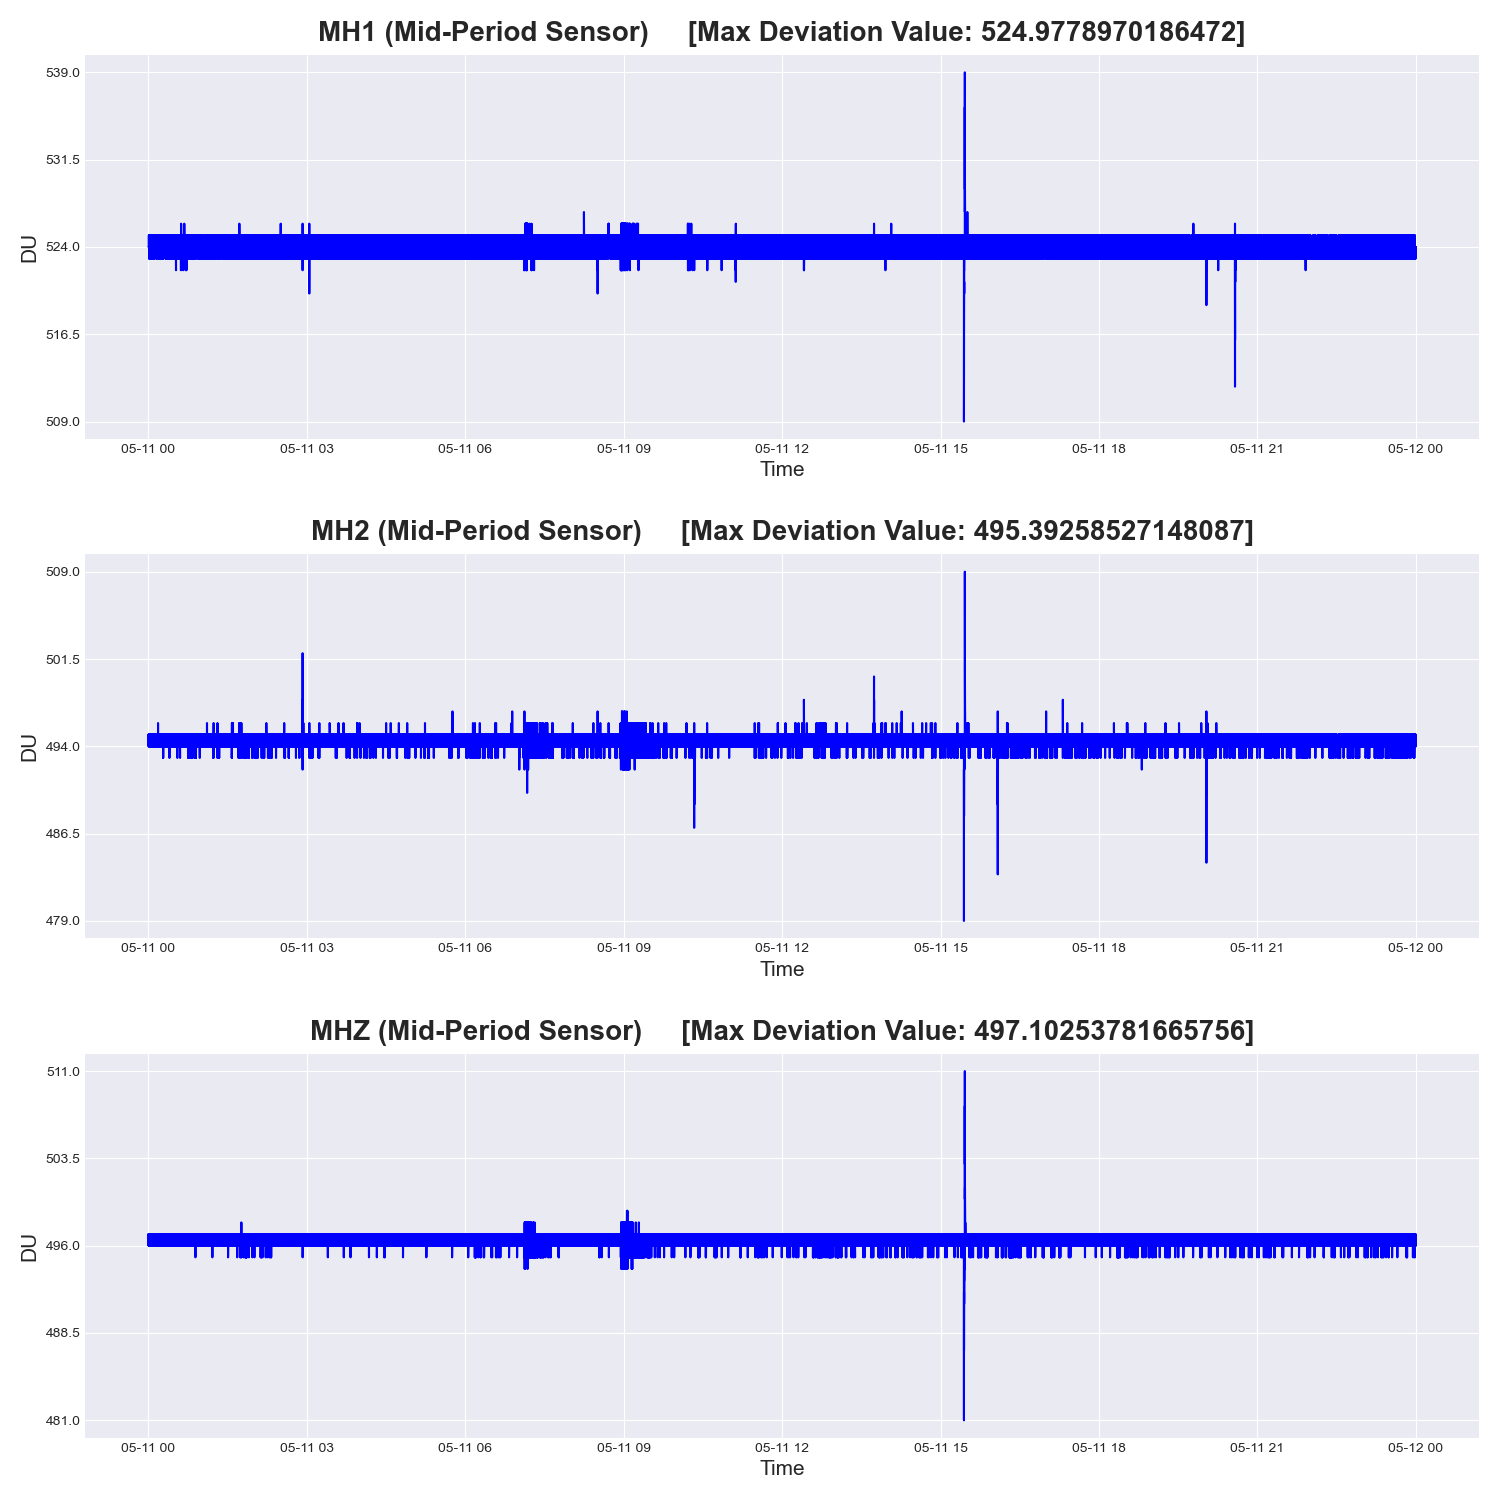 MH1 (Mid-Period Sensor) [Max Deviation Value: 524.9778970186472]
539.0
531.5
524.0
516.5
509.0
DU
05-11 00 05-11 03 05-11 06 05-11 09 05-11 12 05-11 15 05-11 18 05-11 21 05-12 00
Time
MH2 (Mid-Period Sensor) [Max Deviation Value: 495.39258527148087]
509.0
501.5
494.0
486.5
479.0
DU
05-11 00 05-11 03 05-11 06 05-11 09 05-11 12 05-11 15 05-11 18 05-11 21 05-12 00
Time
MHZ (Mid-Period Sensor) [Max Deviation Value: 497.10253781665756]
511.0
503.5
496.0
488.5
481.0
DU
05-11 00 05-11 03 05-11 06 05-11 09 05-11 12 05-11 15 05-11 18 05-11 21 05-12 00
Time